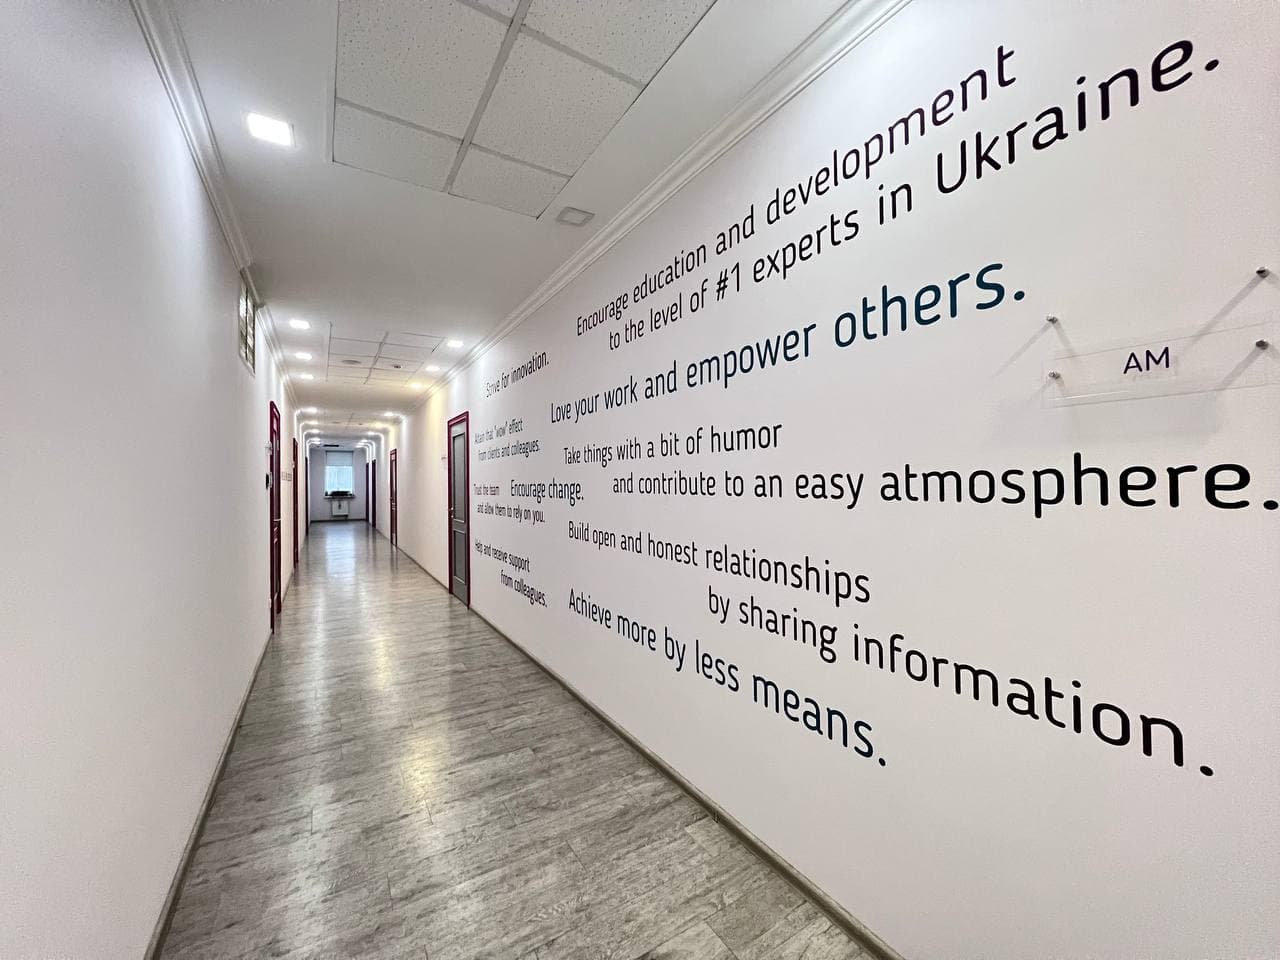 Encourage education and development
to the level of #1 experts in Ukraine.
Strive for innovation.
Love your work and empower others.
AM
Attain that "wow" effect
from clients and colleagues.
Take things with a bit of humor
and contribute to an easy atmosphere.
Trust the team
and allow them to rely on you.
Encourage change.
Build open and honest relationships
by sharing information.
Help and receive support
from colleagues.
Achieve more by less means.